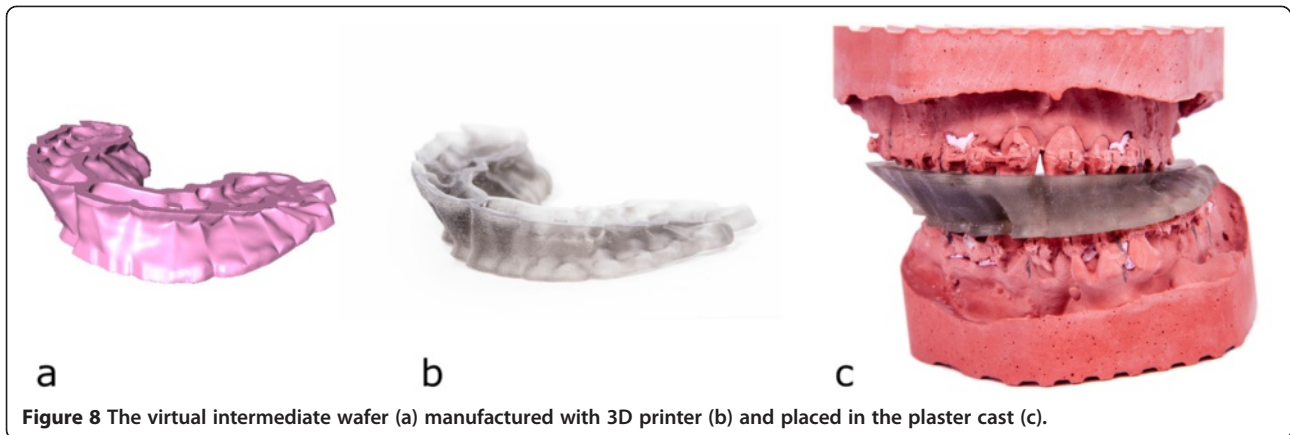 a b c
Figure 8 The virtual intermediate wafer (a) manufactured with 3D printer (b) and placed in the plaster cast (c).